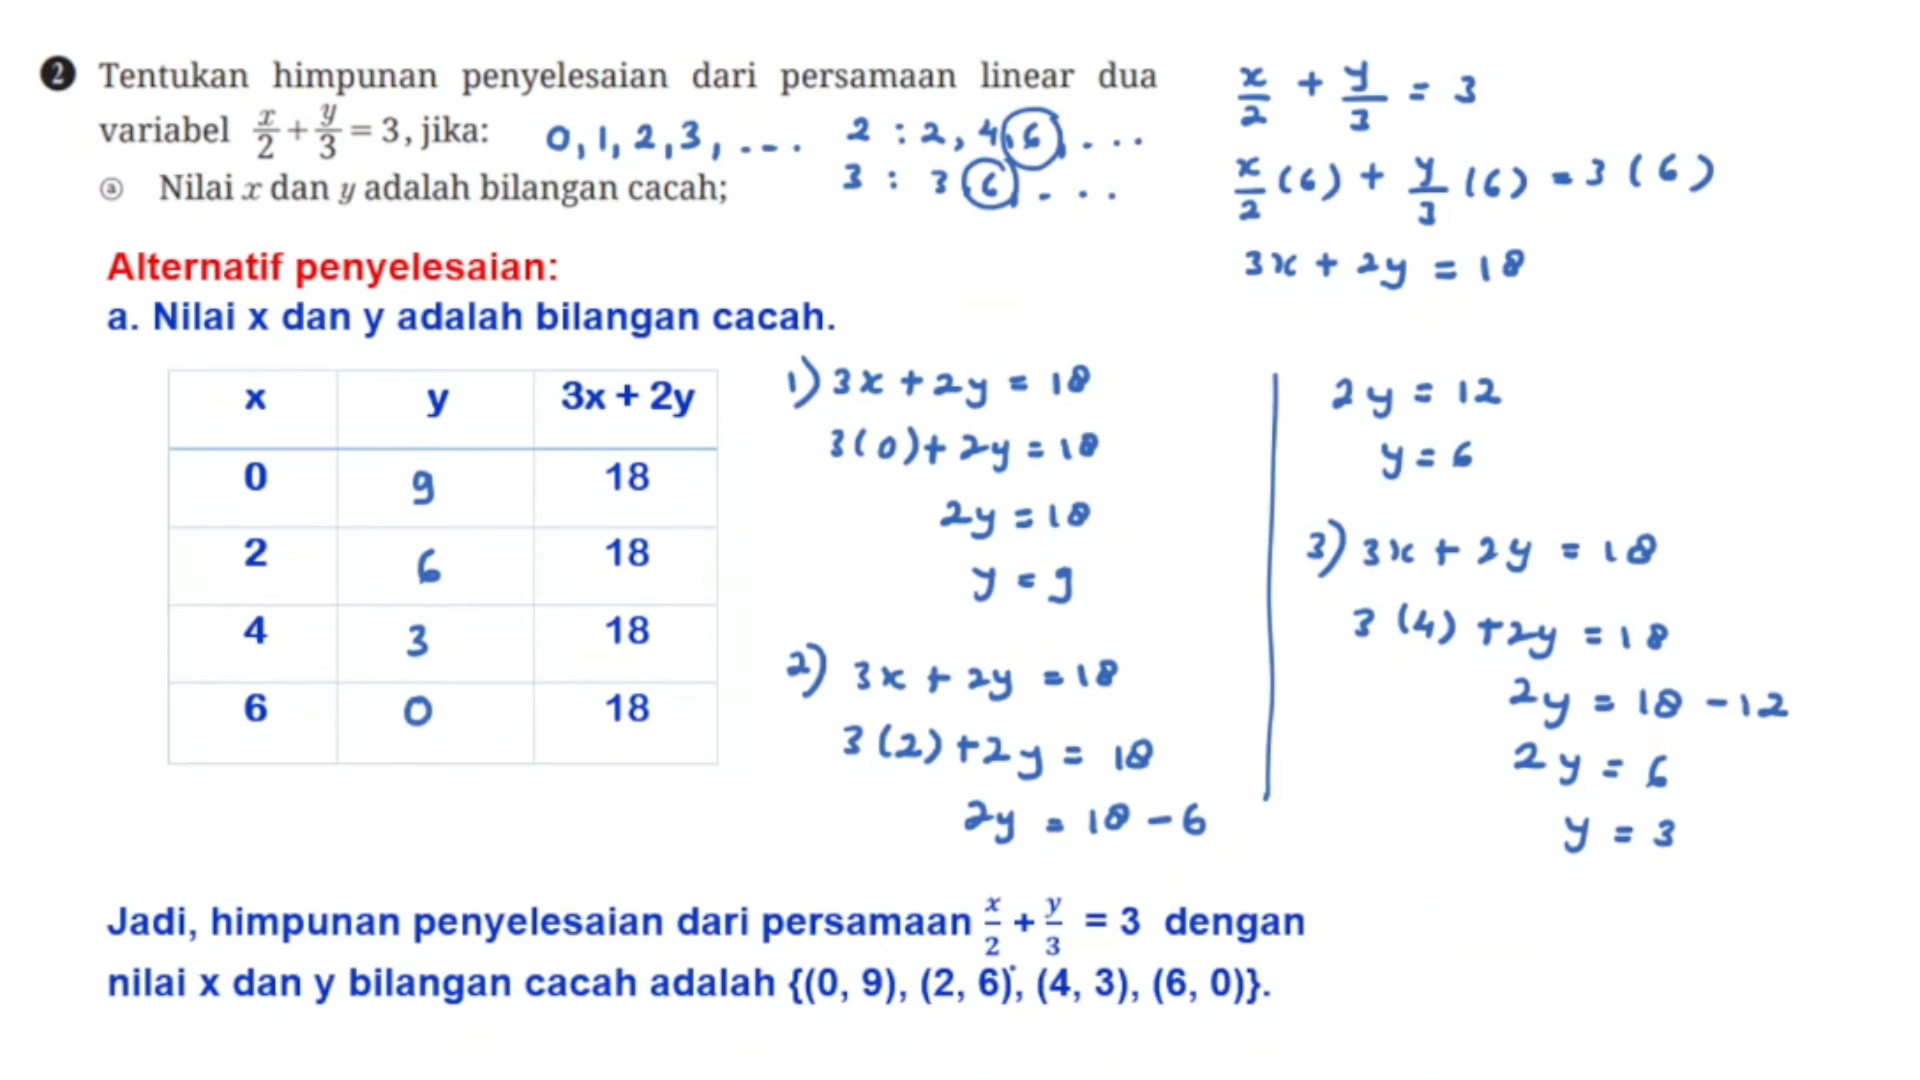 2 Tentukan himpunan penyelesaian dari persamaan linear dua
variabel x/2 + y/3 = 3, jika:
0, 1, 2, 3, ....
2 : 2, 4, 6, ...
3 : 3, 6, ...
ⓐ Nilai x dan y adalah bilangan cacah;
x/2 + y/3 = 3
x/2 (6) + y/3 (6) = 3 (6)
3x + 2y = 18
Alternatif penyelesaian:
a. Nilai x dan y adalah bilangan cacah.
x y 3x + 2y
0 9 18
2 6 18
4 3 18
6 0 18
1) 3x + 2y = 18
3(0) + 2y = 18
2y = 18
y = 9
2) 3x + 2y = 18
3(2) + 2y = 18
2y = 18 - 6
2y = 12
y = 6
3) 3x + 2y = 18
3(4) + 2y = 18
2y = 18 - 12
2y = 6
y = 3
Jadi, himpunan penyelesaian dari persamaan x/2 + y/3 = 3 dengan
nilai x dan y bilangan cacah adalah {(0, 9), (2, 6), (4, 3), (6, 0)}.